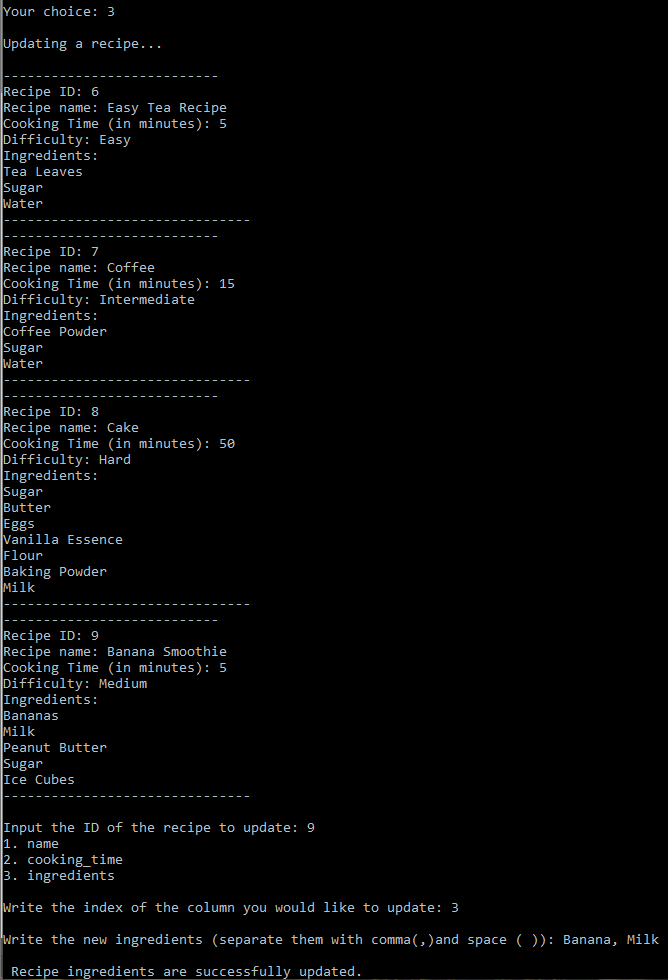 Your choice: 3
Updating a recipe...
---------------------------
Recipe ID: 6
Recipe name: Easy Tea Recipe
Cooking Time (in minutes): 5
Difficulty: Easy
Ingredients:
Tea Leaves
Sugar
Water
-------------------------------
---------------------------
Recipe ID: 7
Recipe name: Coffee
Cooking Time (in minutes): 15
Difficulty: Intermediate
Ingredients:
Coffee Powder
Sugar
Water
-------------------------------
---------------------------
Recipe ID: 8
Recipe name: Cake
Cooking Time (in minutes): 50
Difficulty: Hard
Ingredients:
Sugar
Butter
Eggs
Vanilla Essence
Flour
Baking Powder
Milk
-------------------------------
---------------------------
Recipe ID: 9
Recipe name: Banana Smoothie
Cooking Time (in minutes): 5
Difficulty: Medium
Ingredients:
Bananas
Milk
Peanut Butter
Sugar
Ice Cubes
-------------------------------
Input the ID of the recipe to update: 9
1. name
2. cooking_time
3. ingredients
Write the index of the column you would like to update: 3
Write the new ingredients (separate them with comma(,)and space ( )): Banana, Milk
Recipe ingredients are successfully updated.